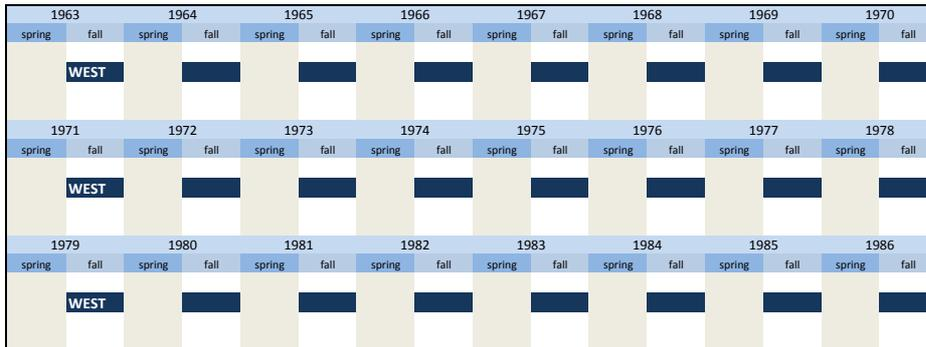 1963 1964 1965 1966 1967 1968 1969 1970
spring fall spring fall spring fall spring fall spring fall spring fall spring fall spring fall
WEST
1971 1972 1973 1974 1975 1976 1977 1978
spring fall spring fall spring fall spring fall spring fall spring fall spring fall spring fall
WEST
1979 1980 1981 1982 1983 1984 1985 1986
spring fall spring fall spring fall spring fall spring fall spring fall spring fall spring fall
WEST